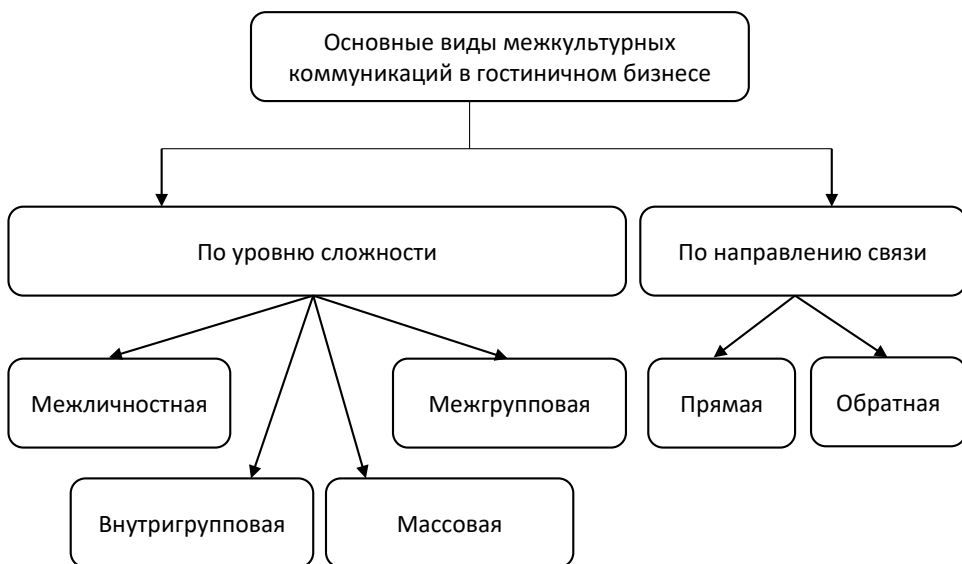 Основные виды межкультурных
коммуникаций в гостиничном бизнесе
По уровню сложности
По направлению связи
Межличностная
Межгрупповая
Прямая
Обратная
Внутригрупповая
Массовая